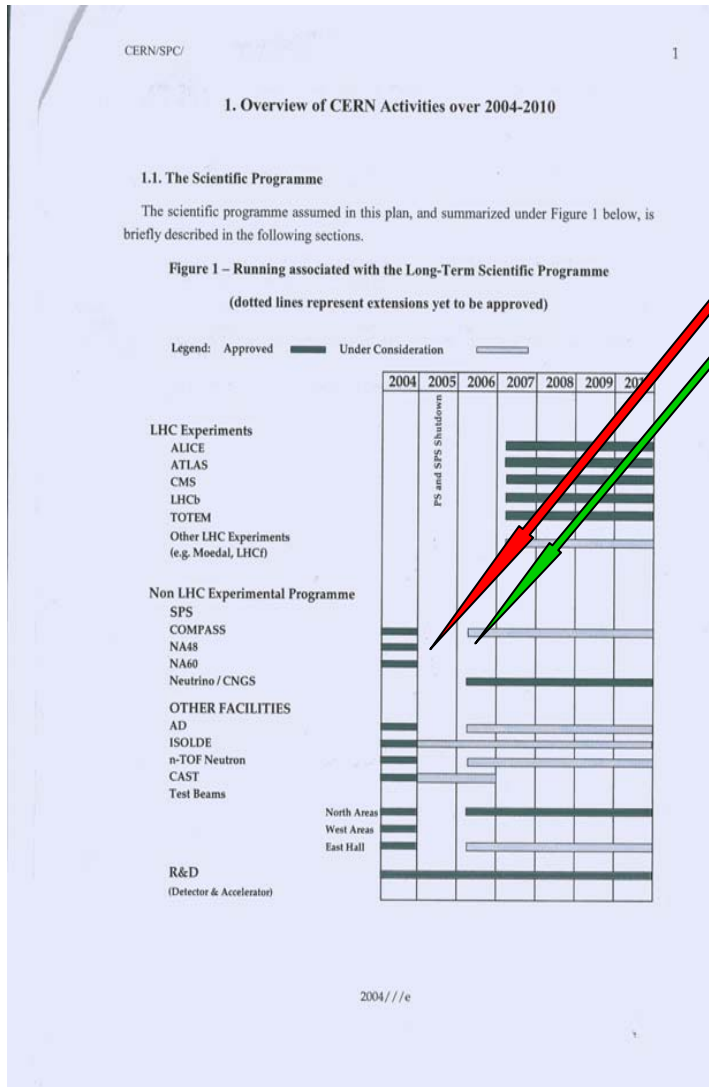 CERN/SPC/ 1
1. Overview of CERN Activities over 2004-2010
1.1. The Scientific Programme
The scientific programme assumed in this plan, and summarized under Figure 1 below, is
briefly described in the following sections.
Figure 1 – Running associated with the Long-Term Scientific Programme
(dotted lines represent extensions yet to be approved)
Legend: Approved Under Consideration
2004 2005 2006 2007 2008 2009
PS and SPS Shutdown
LHC Experiments
ALICE
ATLAS
CMS
LHCb
TOTEM
Other LHC Experiments
(e.g. Moedal, LHCf)
Non LHC Experimental Programme
SPS
COMPASS
NA48
NA60
Neutrino / CNGS
OTHER FACILITIES
AD
ISOLDE
n-TOF Neutron
CAST
Test Beams
North Areas
West Areas
East Hall
R&D
(Detector & Accelerator)
2004///e